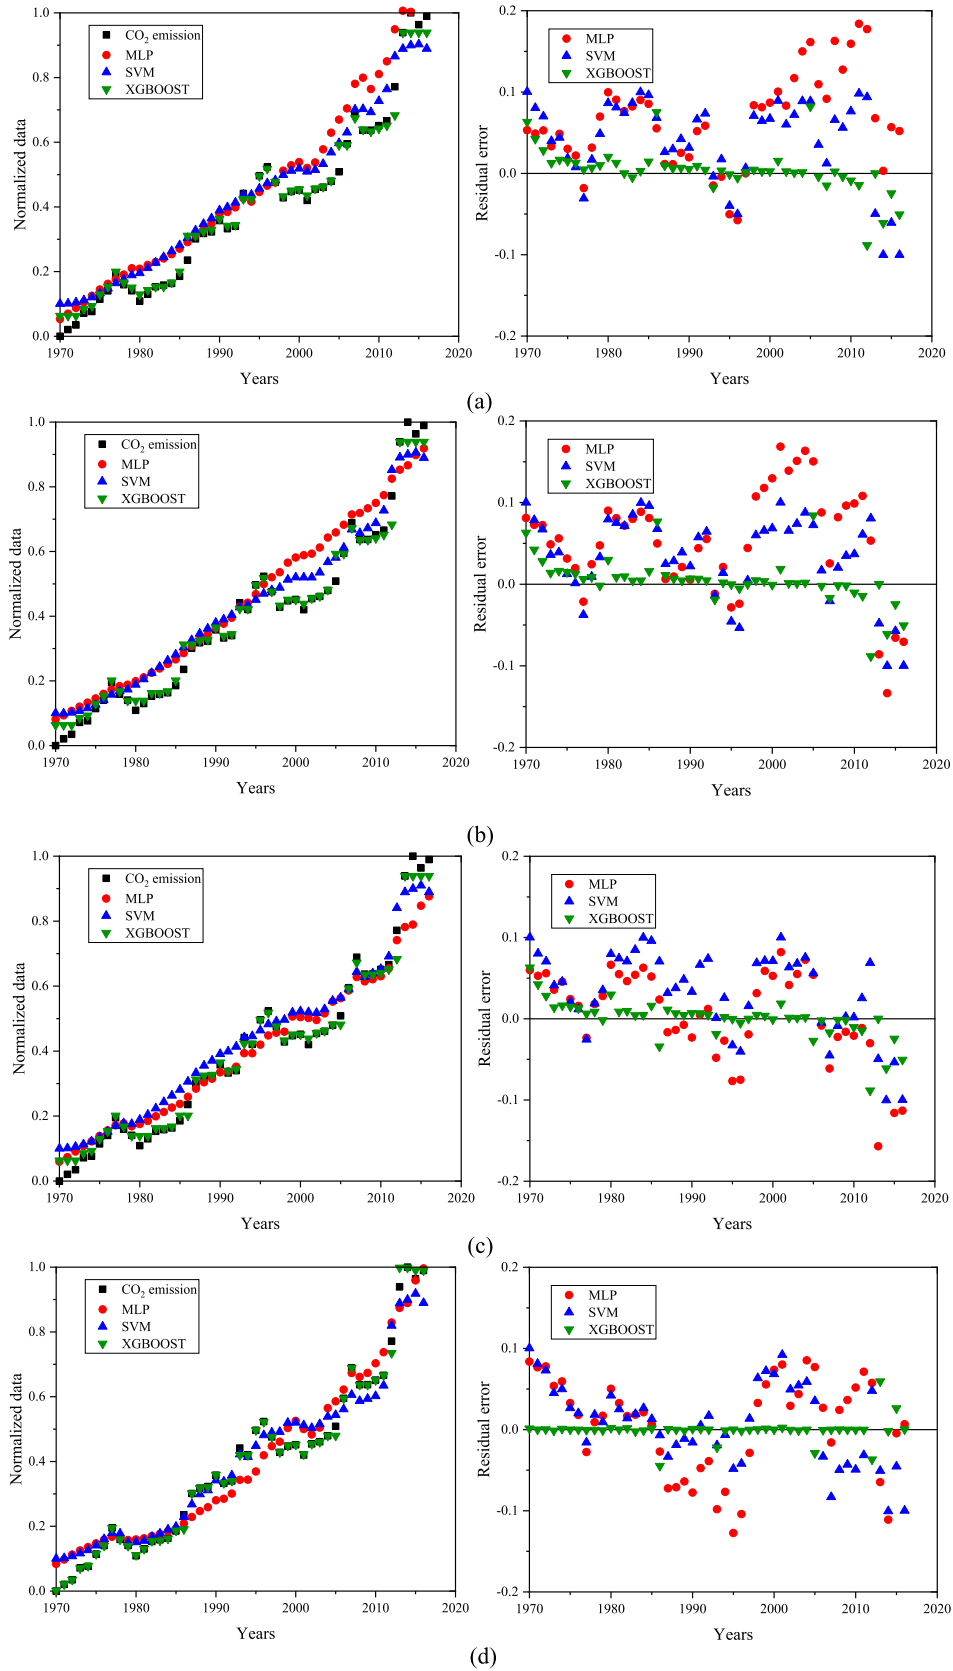 1.0
0.8
0.6
0.4
0.2
0.0
Normalized data
CO2 emission
MLP
SVM
XGBOOST
1970
1980
1990
2000
2010
2020
Years
0.2
0.1
0.0
-0.1
-0.2
Residual error
MLP
SVM
XGBOOST
1970
1980
1990
2000
2010
2020
Years
(a)
1.0
0.8
0.6
0.4
0.2
0.0
Normalized data
CO2 emission
MLP
SVM
XGBOOST
1970
1980
1990
2000
2010
2020
Years
0.2
0.1
0.0
-0.1
-0.2
Residual error
MLP
SVM
XGBOOST
1970
1980
1990
2000
2010
2020
Years
(b)
1.0
0.8
0.6
0.4
0.2
0.0
Normalized data
CO2 emission
MLP
SVM
XGBOOST
1970
1980
1990
2000
2010
2020
Years
0.2
0.1
0.0
-0.1
-0.2
Residual error
MLP
SVM
XGBOOST
1970
1980
1990
2000
2010
2020
Years
(c)
1.0
0.8
0.6
0.4
0.2
0.0
Normalized data
CO2 emission
MLP
SVM
XGBOOST
1970
1980
1990
2000
2010
2020
Years
0.2
0.1
0.0
-0.1
-0.2
Residual error
MLP
SVM
XGBOOST
1970
1980
1990
2000
2010
2020
Years
(d)